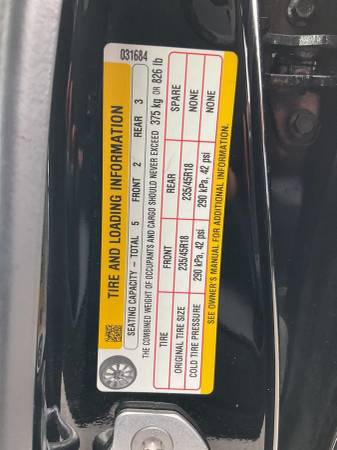 031684
TIRE AND LOADING INFORMATION
SEATING CAPACITY – TOTAL 5 FRONT 2 REAR 3
THE COMBINED WEIGHT OF OCCUPANTS AND CARGO SHOULD NEVER EXCEED 375 kg OR 826 lb
TIRE FRONT REAR SPARE
ORIGINAL TIRE SIZE 235/45R18 235/45R18 NONE
COLD TIRE PRESSURE 290 kPa, 42 psi 290 kPa, 42 psi NONE
SEE OWNER'S MANUAL FOR ADDITIONAL INFORMATION.